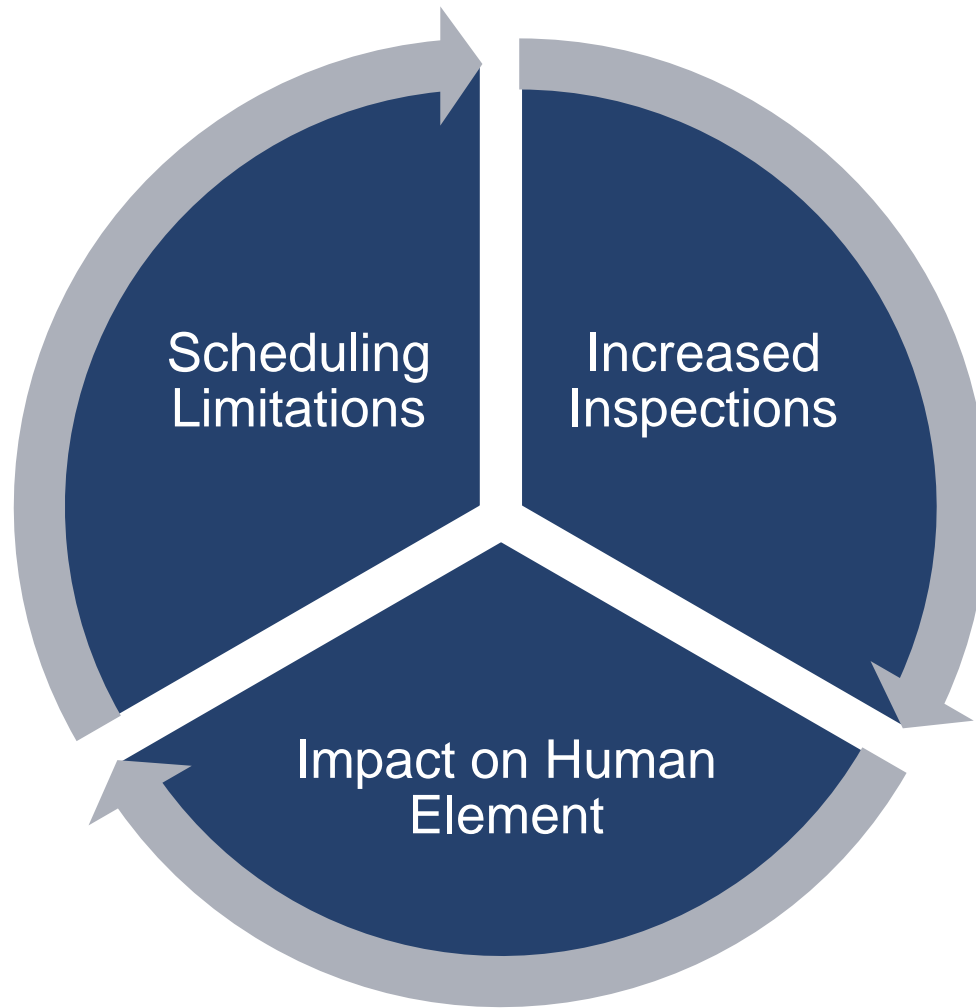 Scheduling
Limitations
Increased
Inspections
Impact on Human
Element